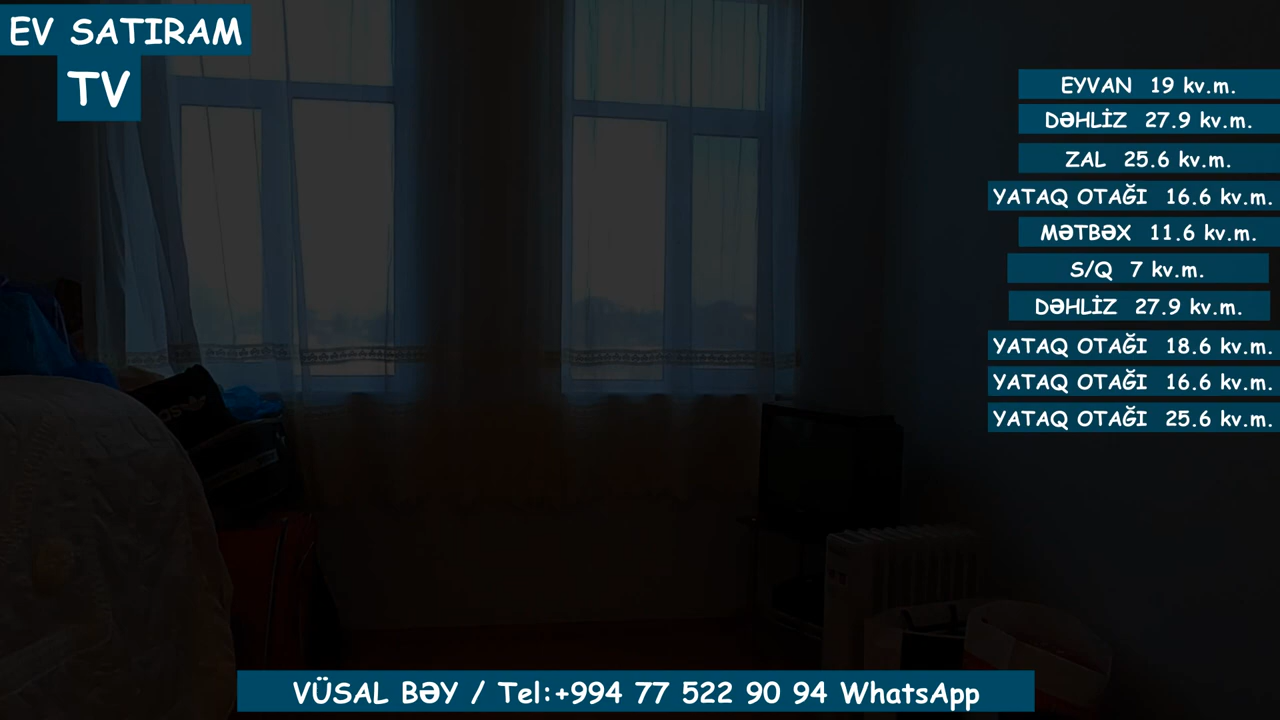 EV SATIRAM
TV
EYVAN 19 kv.m.
DƏHLİZ 27.9 kv.m.
ZAL 25.6 kv.m.
YATAQ OTAĞI 16.6 kv.m.
MƏTBƏX 11.6 kv.m.
S/Q 7 kv.m.
DƏHLİZ 27.9 kv.m.
YATAQ OTAĞI 18.6 kv.m.
YATAQ OTAĞI 16.6 kv.m.
YATAQ OTAĞI 25.6 kv.m.
VÜSAL BƏY / Tel:+994 77 522 90 94 WhatsApp